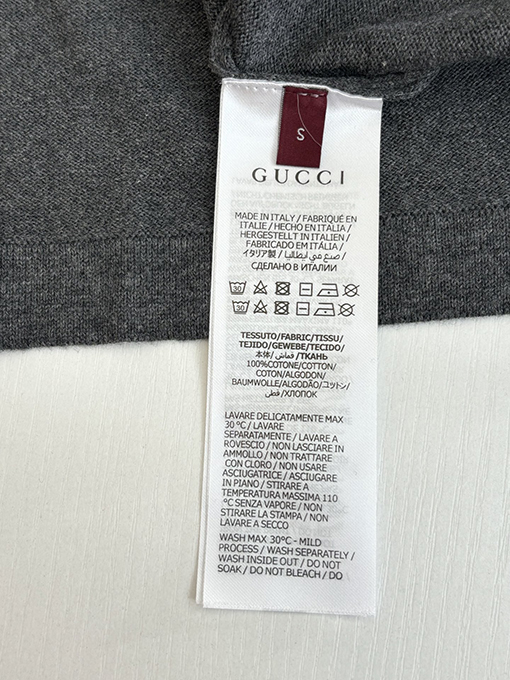 S
GUCCI
MADE IN ITALY / FABRIQUÉ EN
ITALIE / HECHO EN ITALIA /
HERGESTELLT IN ITALIEN /
FABRICADO EM ITÁLIA /
イタリア製 / صنع في ايطاليا /
СДЕЛАНО В ИТАЛИИ
30
30
TESSUTO/FABRIC/TISSU/
TEJIDO/GEWEBE/TECIDO/
本体/ قماش /ТКАНЬ
100%COTONE/COTTON/
COTON/ALGODON/
BAUMWOLLE/ALGODÃO/コットン/
قطن /ХЛОПОК
LAVARE DELICATAMENTE MAX
30 °C / LAVARE
SEPARATAMENTE / LAVARE A
ROVESCIO / NON LASCIARE IN
AMMOLLO / NON TRATTARE
CON CLORO / NON USARE
ASCIUGATRICE / ASCIUGARE
IN PIANO / STIRARE A
TEMPERATURA MASSIMA 110
°C SENZA VAPORE / NON
STIRARE LA STAMPA / NON
LAVARE A SECCO
WASH MAX 30°C - MILD
PROCESS / WASH SEPARATELY /
WASH INSIDE OUT / DO NOT
SOAK / DO NOT BLEACH / DO